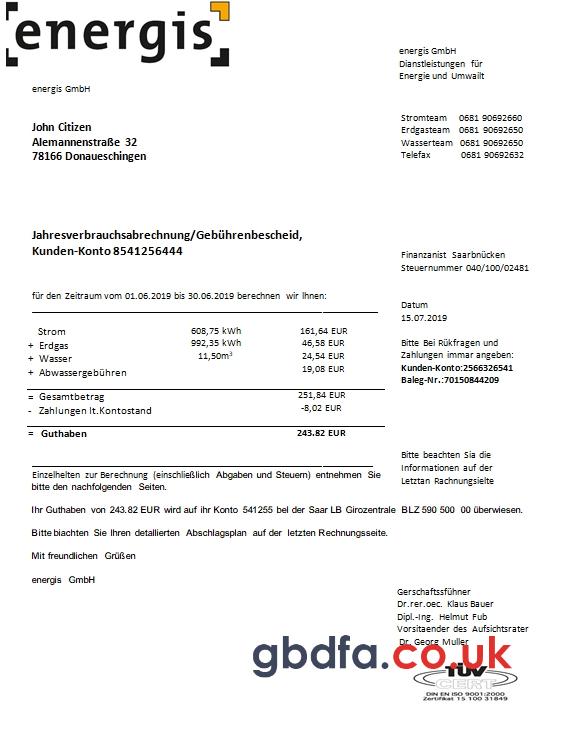 energis
energis GmbH
Dianstleistungen für
Energie und Umwailt
energis GmbH
Stromteam 0681 90692660
Erdgasteam 0681 90692650
Wasserteam 0681 90692650
Telefax 0681 90692632
John Citizen
Alemannenstraße 32
78166 Donaueschingen
Jahresverbrauchsabrechnung/Gebührenbescheid,
Kunden-Konto 8541256444
Finanzanist Saarbnücken
Steuernummer 040/100/02481
für den Zeitraum vom 01.06.2019 bis 30.06.2019 berechnen wir Ihnen:
Datum
15.07.2019
Strom 608,75 kWh 161,64 EUR
+ Erdgas 992,35 kWh 46,58 EUR
+ Wasser 11,50m³ 24,54 EUR
+ Abwassergebühren 19,08 EUR
Bitte Bei Rükfragen und
Zahlungen immar angeben:
Kunden-Konto:2566326541
Baleg-Nr.:70150844209
= Gesamtbetrag 251,84 EUR
- Zahlungen lt.Kontostand -8,02 EUR
= Guthaben 243.82 EUR
Bitte beachten Sia die
Informationen auf der
Letztan Rachnungsielte
Einzelhelten zur Berechnung (einschließlich Abgaben und Steuern) entnehmen Sie
bitte den nachfolgenden Seiten.
Ihr Guthaben von 243.82 EUR wird auf ihr Konto 541255 bel der Saar LB Girozentrale BLZ 590 500 00 überwiesen.
Bitte biachten Sie Ihren detallierten Abschlagsplan auf der letzten Rechnungsseite.
Mit freundlichen Grüßen
energis GmbH
Gerschaftssführer
Dr.rer.oec. Klaus Bauer
Dipl.-Ing. Helmut Fub
Vorsitaender des Aufsichtsrater
Dr. Georg Muller
gbdfa.co.uk
TÜV
CERT
DIN EN ISO 9001:2000
Zertifikat 15 100 31849